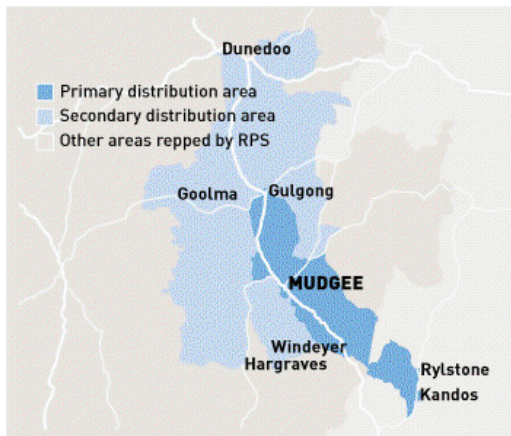 Dunedoo
Primary distribution area
Secondary distribution area
Other areas repped by RPS
Goolma
Gulgong
MUDGEE
Windeyer
Hargraves
Rylstone
Kandos